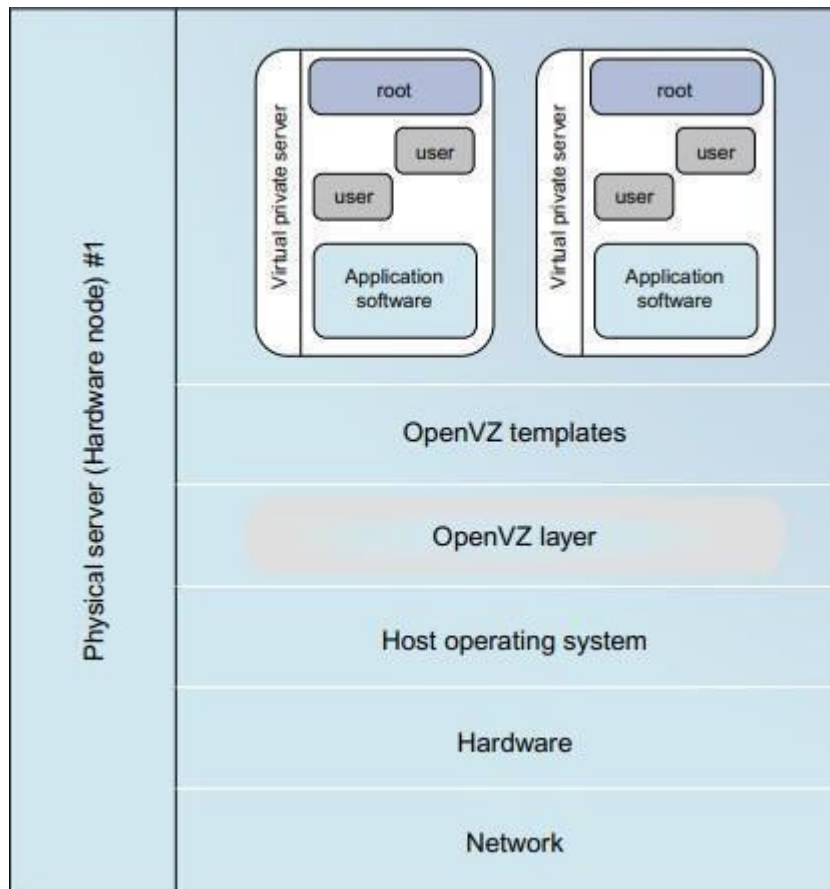 Physical server (Hardware node) #1
Virtual private server
root
user
user
Application
software
Virtual private server
root
user
user
Application
software
OpenVZ templates
OpenVZ layer
Host operating system
Hardware
Network